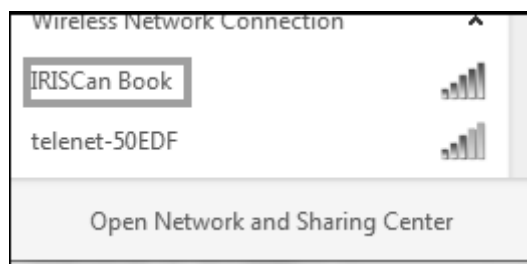 Wireless Network Connection
IRISCan Book
telenet-50EDF
Open Network and Sharing Center